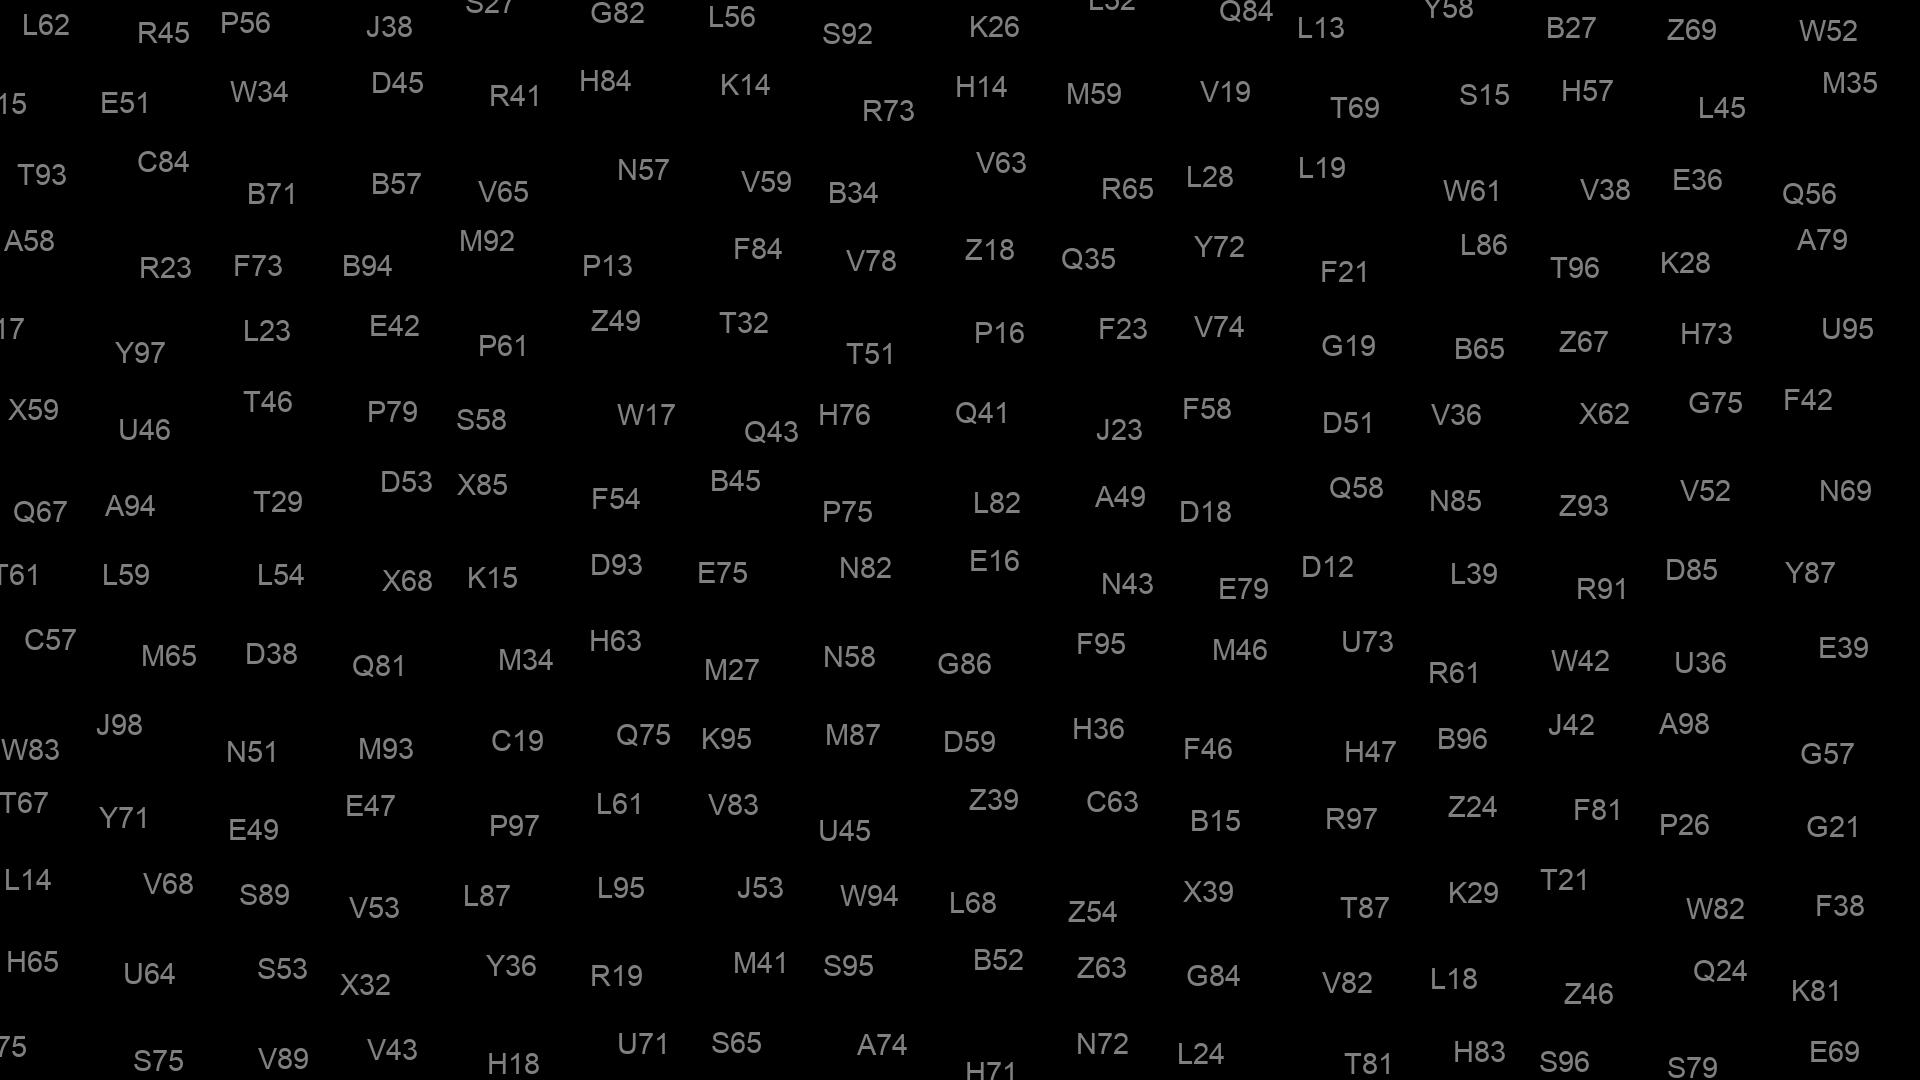 L62 R45 P56 J38 S27 G82 L56 S92 K26 L52 Q84 L13 Y58 B27 Z69 W52
15 E51 W34 D45 R41 H84 K14 R73 H14 M59 V19 T69 S15 H57 L45 M35
T93 C84 B71 B57 V65 N57 V59 B34 V63 R65 L28 L19 W61 V38 E36 Q56
A58 R23 F73 B94 M92 P13 F84 V78 Z18 Q35 Y72 F21 L86 T96 K28 A79
17 Y97 L23 E42 P61 Z49 T32 T51 P16 F23 V74 G19 B65 Z67 H73 U95
X59 U46 T46 P79 S58 W17 Q43 H76 Q41 J23 F58 D51 V36 X62 G75 F42
Q67 A94 T29 D53 X85 F54 B45 P75 L82 A49 D18 Q58 N85 Z93 V52 N69
T61 L59 L54 X68 K15 D93 E75 N82 E16 N43 E79 D12 L39 R91 D85 Y87
C57 M65 D38 Q81 M34 H63 M27 N58 G86 F95 M46 U73 R61 W42 U36 E39
W83 J98 N51 M93 C19 Q75 K95 M87 D59 H36 F46 H47 B96 J42 A98 G57
T67 Y71 E49 E47 P97 L61 V83 U45 Z39 C63 B15 R97 Z24 F81 P26 G21
L14 V68 S89 V53 L87 L95 J53 W94 L68 Z54 X39 T87 K29 T21 W82 F38
H65 U64 S53 X32 Y36 R19 M41 S95 B52 Z63 G84 V82 L18 Z46 Q24 K81
75 S75 V89 V43 H18 U71 S65 A74 H71 N72 L24 T81 H83 S96 S79 E69